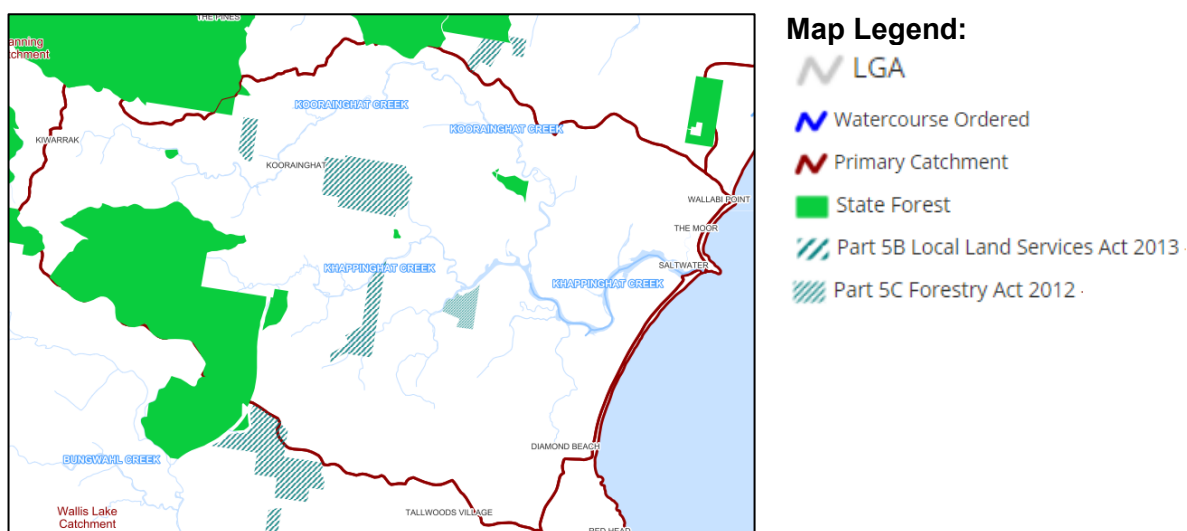 THE PINES
anning
tchment
KOORAINGHAT CREEK
KOORAINGHAT CREEK
KIWARRAK
KOORAINGHAT
WALLABI POINT
THE MOOR
KHAPPINGHAT CREEK
SALTWATER
KHAPPINGHAT CREEK
DIAMOND BEACH
BUNGWAHL CREEK
Wallis Lake
Catchment
TALLWOODS VILLAGE
RED HEAD
Map Legend:
LGA
Watercourse Ordered
Primary Catchment
State Forest
Part 5B Local Land Services Act 2013 -
Part 5C Forestry Act 2012 -